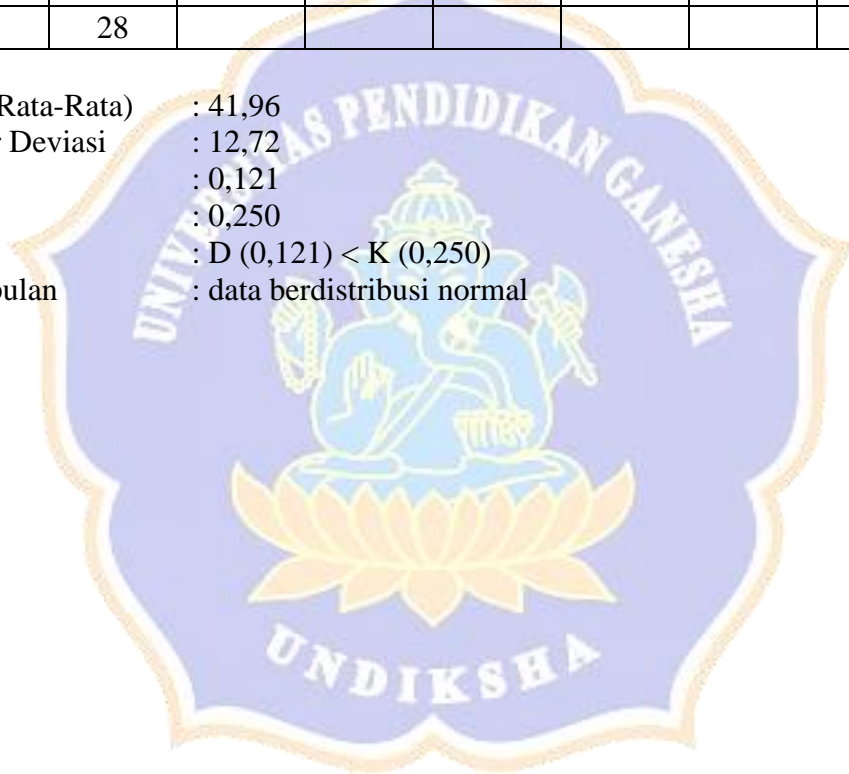 28
Rata-Rata) : 41,96
Deviasi : 12,72
: 0,121
: 0,250
: D (0,121) < K (0,250)
pulan : data berdistribusi normal
UNIVERSITAS PENDIDIKAN GANESHA
UNDIKSHA